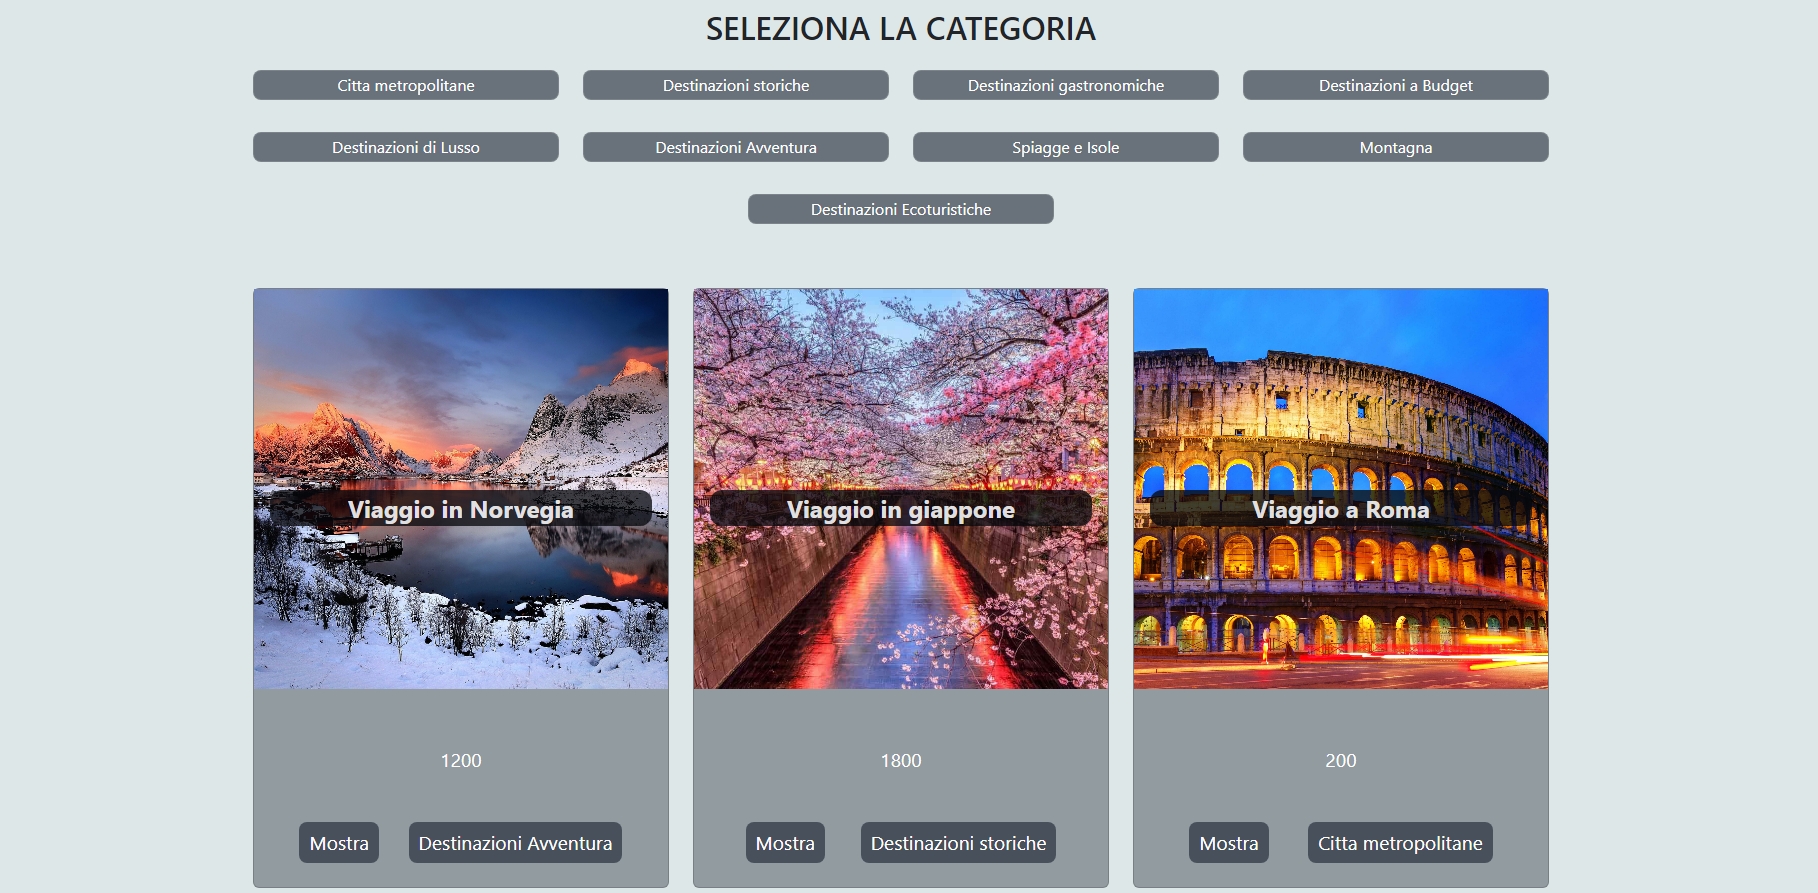 SELEZIONA LA CATEGORIA
Citta metropolitane
Destinazioni storiche
Destinazioni gastronomiche
Destinazioni a Budget
Destinazioni di Lusso
Destinazioni Avventura
Spiagge e Isole
Montagna
Destinazioni Ecoturistiche
Viaggio in Norvegia
1200
Mostra
Destinazioni Avventura
Viaggio in giappone
1800
Mostra
Destinazioni storiche
Viaggio a Roma
200
Mostra
Citta metropolitane